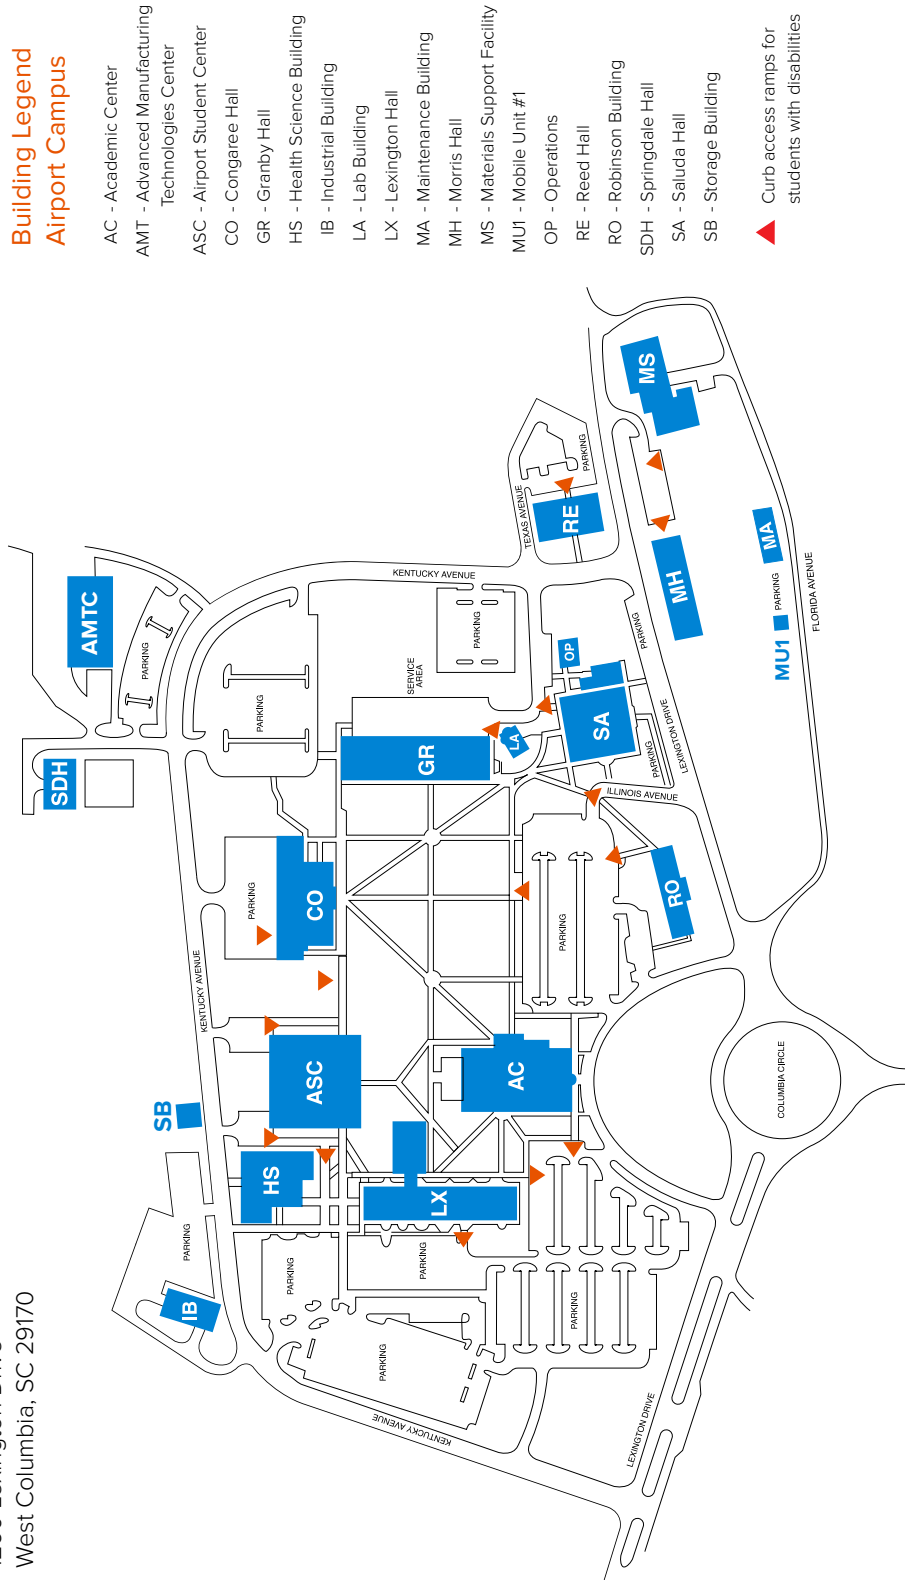 West Columbia, SC 29170
Building Legend
Airport Campus
AC - Academic Center
AMT - Advanced Manufacturing
Technologies Center
ASC - Airport Student Center
CO - Congaree Hall
GR - Granby Hall
HS - Health Science Building
IB - Industrial Building
LA - Lab Building
LX - Lexington Hall
MA - Maintenance Building
MH - Morris Hall
MS - Materials Support Facility
MU1 - Mobile Unit #1
OP - Operations
RE - Reed Hall
RO - Robinson Building
SDH - Springdale Hall
SA - Saluda Hall
SB - Storage Building
Curb access ramps for
students with disabilities
SDH
AMTC
PARKING
PARKING
KENTUCKY AVENUE
SB
IB
PARKING
HS
ASC
CO
PARKING
KENTUCKY AVENUE
SERVICE
AREA
PARKING
GR
LA
OP
SA
PARKING
PARKING
TEXAS AVENUE
RE
PARKING
LX
AC
PARKING
PARKING
PARKING
KENTUCKY AVENUE
PARKING
PARKING
ILLINOIS AVENUE
LEXINGTON DRIVE
RO
MH
MS
MA
MU1
PARKING
FLORIDA AVENUE
COLUMBIA CIRCLE
LEXINGTON DRIVE